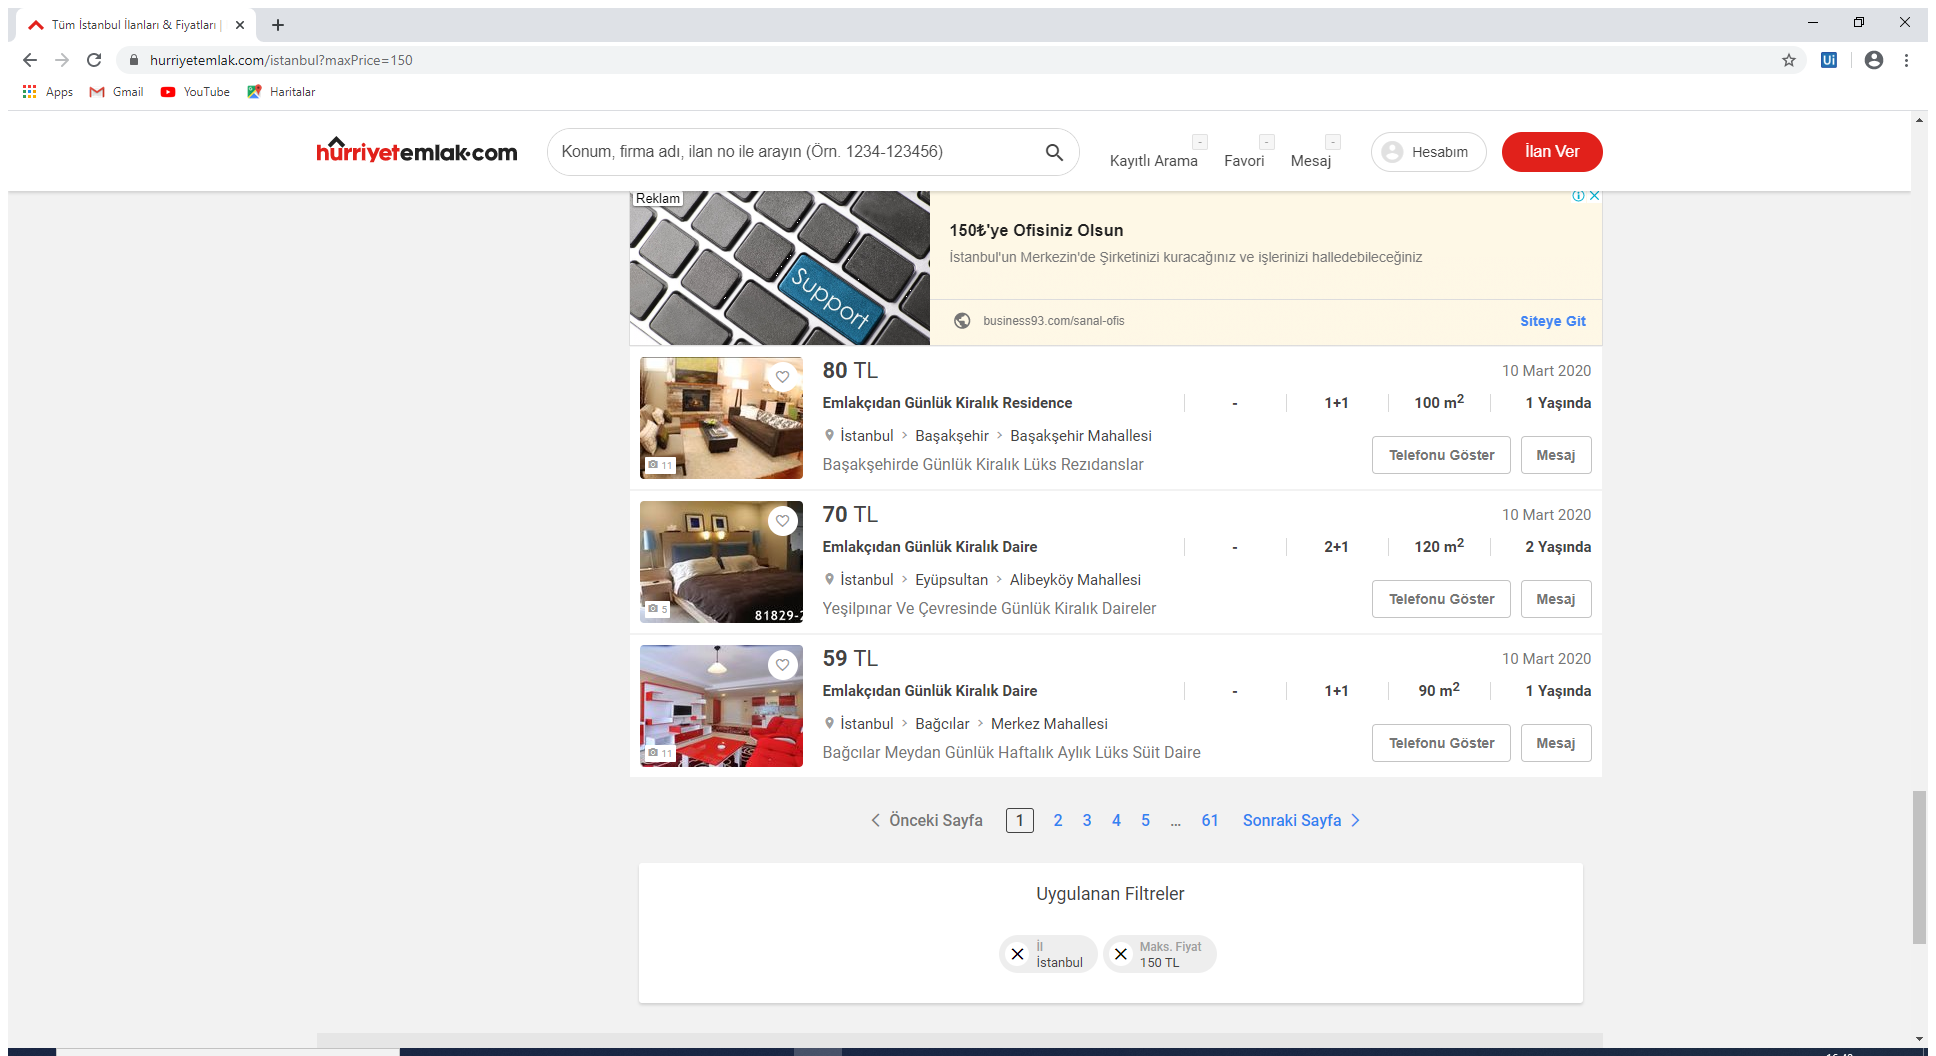 Tüm İstanbul İlanları & Fiyatları |
hurriyetemlak.com/istanbul?maxPrice=150
Ui
Apps Gmail YouTube Haritalar
hürriyetemlak.com
Konum, firma adı, ilan no ile arayın (Örn. 1234-123456)
Kayıtlı Arama - Favori - Mesaj -
Hesabım
İlan Ver
Reklam
Support
150₺'ye Ofisiniz Olsun
İstanbul'un Merkezin'de Şirketinizi kuracağınız ve işlerinizi halledebileceğiniz
business93.com/sanal-ofis
Siteye Git
80 TL 10 Mart 2020
Emlakçıdan Günlük Kiralık Residence - 1+1 100 m² 1 Yaşında
İstanbul > Başakşehir > Başakşehir Mahallesi
Telefonu Göster Mesaj
Başakşehirde Günlük Kiralık Lüks Rezıdanslar
11
70 TL 10 Mart 2020
Emlakçıdan Günlük Kiralık Daire - 2+1 120 m² 2 Yaşında
İstanbul > Eyüpsultan > Alibeyköy Mahallesi
Telefonu Göster Mesaj
Yeşilpınar Ve Çevresinde Günlük Kiralık Daireler
5
81829-2
59 TL 10 Mart 2020
Emlakçıdan Günlük Kiralık Daire - 1+1 90 m² 1 Yaşında
İstanbul > Bağcılar > Merkez Mahallesi
Telefonu Göster Mesaj
Bağcılar Meydan Günlük Haftalık Aylık Lüks Süit Daire
11
< Önceki Sayfa 1 2 3 4 5 ... 61 Sonraki Sayfa >
Uygulanan Filtreler
İl
İstanbul
Maks. Fiyat
150 TL